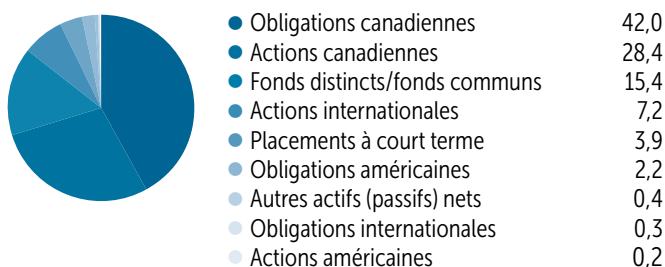 Obligations canadiennes 42,0
Actions canadiennes 28,4
Fonds distincts/fonds communs 15,4
Actions internationales 7,2
Placements à court terme 3,9
Obligations américaines 2,2
Autres actifs (passifs) nets 0,4
Obligations internationales 0,3
Actions américaines 0,2